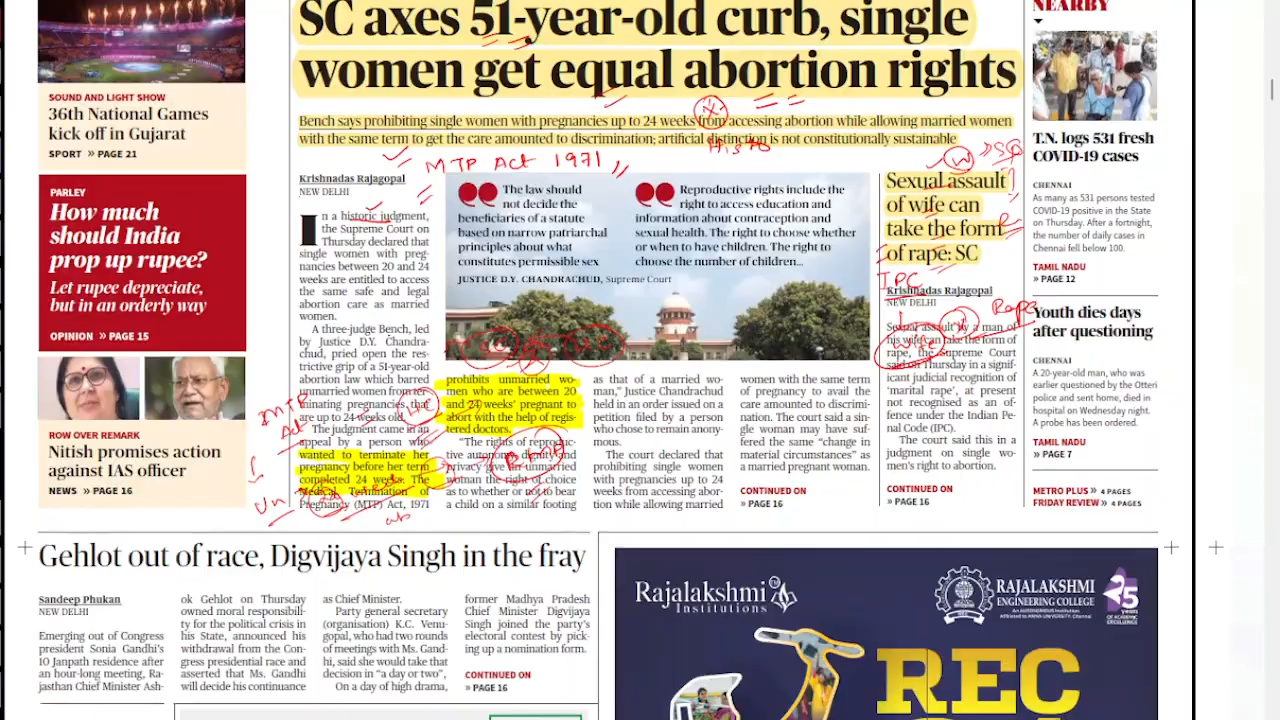 SOUND AND LIGHT SHOW
36th National Games
kick off in Gujarat
SPORT » PAGE 21
PARLEY
How much
should India
prop up rupee?
Let rupee depreciate,
but in an orderly way
OPINION » PAGE 15
ROW OVER REMARK
Nitish promises action
against IAS officer
NEWS » PAGE 16
SC axes 51-year-old curb, single
women get equal abortion rights
Bench says prohibiting single women with pregnancies up to 24 weeks from accessing abortion while allowing married women
with the same term to get the care amounted to discrimination; artificial distinction is not constitutionally sustainable
MTP Act 1971
Krishnadas Rajagopal
NEW DELHI
In a historic judgment,
the Supreme Court on
Thursday declared that
single women with preg-
nancies between 20 and 24
weeks are entitled to access
the same safe and legal
abortion care as married
women.
A three-judge Bench, led
by Justice D.Y. Chandra-
chud, pried open the res-
trictive grip of a 51-year-old
abortion law which barred
unmarried women from ter-
minating pregnancies, that
are up to 24 weeks old.
The judgment came in an
appeal by a person who
wanted to terminate her
pregnancy before her term
completed 24 weeks. The
Medical Termination of
Pregnancy (MTP) Act, 1971
MTP
Act
Un
The law should
not decide the
beneficiaries of a statute
based on narrow patriarchal
principles about what
constitutes permissible sex
Reproductive rights include the
right to access education and
information about contraception and
sexual health. The right to choose whether
or when to have children. The right to
choose the number of children...
JUSTICE D.Y. CHANDRACHUD, Supreme Court
prohibits unmarried wo-
men who are between 20
and 24 weeks' pregnant to
abort with the help of regis-
tered doctors.
"The rights of reproduc-
tive autonomy, dignity and
privacy give an unmarried
woman the right of choice
as to whether or not to bear
a child on a similar footing
as that of a married wo-
man," Justice Chandrachud
held in an order issued on a
petition filed by a person
who chose to remain anony-
mous.
The court declared that
prohibiting single women
with pregnancies up to 24
weeks from accessing abor-
tion while allowing married
women with the same term
of pregnancy to avail the
care amounted to discrimi-
nation. The court said a sin-
gle woman may have suf-
fered the same "change in
material circumstances" as
a married pregnant woman.
CONTINUED ON
» PAGE 16
Sexual assault
of wife can
take the form
of rape: SC
IPC
Krishnadas Rajagopal
NEW DELHI
Sexual assault by a man of
his wife can take the form of
rape, the Supreme Court
said on Thursday in a signif-
icant judicial recognition of
'marital rape', at present
not recognised as an of-
fence under the Indian Pe-
nal Code (IPC).
The court said this in a
judgment on single wo-
men's right to abortion.
CONTINUED ON
» PAGE 16
Rape
wife
NEARBY
T.N. logs 531 fresh
COVID-19 cases
CHENNAI
As many as 531 persons tested
COVID-19 positive in the State
on Thursday. After a fortnight,
the number of daily cases in
Chennai fell below 100.
TAMIL NADU
» PAGE 12
Youth dies days
after questioning
CHENNAI
A 20-year-old man, who was
earlier questioned by the Otteri
police and sent home, died in
hospital on Wednesday night.
A probe has been ordered.
TAMIL NADU
» PAGE 7
METRO PLUS » 4 PAGES
FRIDAY REVIEW » 4 PAGES
Gehlot out of race, Digvijaya Singh in the fray
Sandeep Phukan
NEW DELHI
Emerging out of Congress
president Sonia Gandhi's
10 Janpath residence after
an hour-long meeting, Ra-
jasthan Chief Minister Ash-
ok Gehlot on Thursday
owned moral responsibili-
ty for the political crisis in
his State, announced his
withdrawal from the Con-
gress presidential race and
asserted that Ms. Gandhi
will decide his continuance
as Chief Minister.
Party general secretary
(organisation) K.C. Venu-
gopal, who had two rounds
of meetings with Ms. Gand-
hi, said she would take that
decision in "a day or two",
On a day of high drama,
former Madhya Pradesh
Chief Minister Digvijaya
Singh joined the party's
electoral contest by pick-
ing up a nomination form.
CONTINUED ON
» PAGE 16
Rajalakshmi
Institutions
RAJALAKSHMI
ENGINEERING COLLEGE
25
YEARS
REC